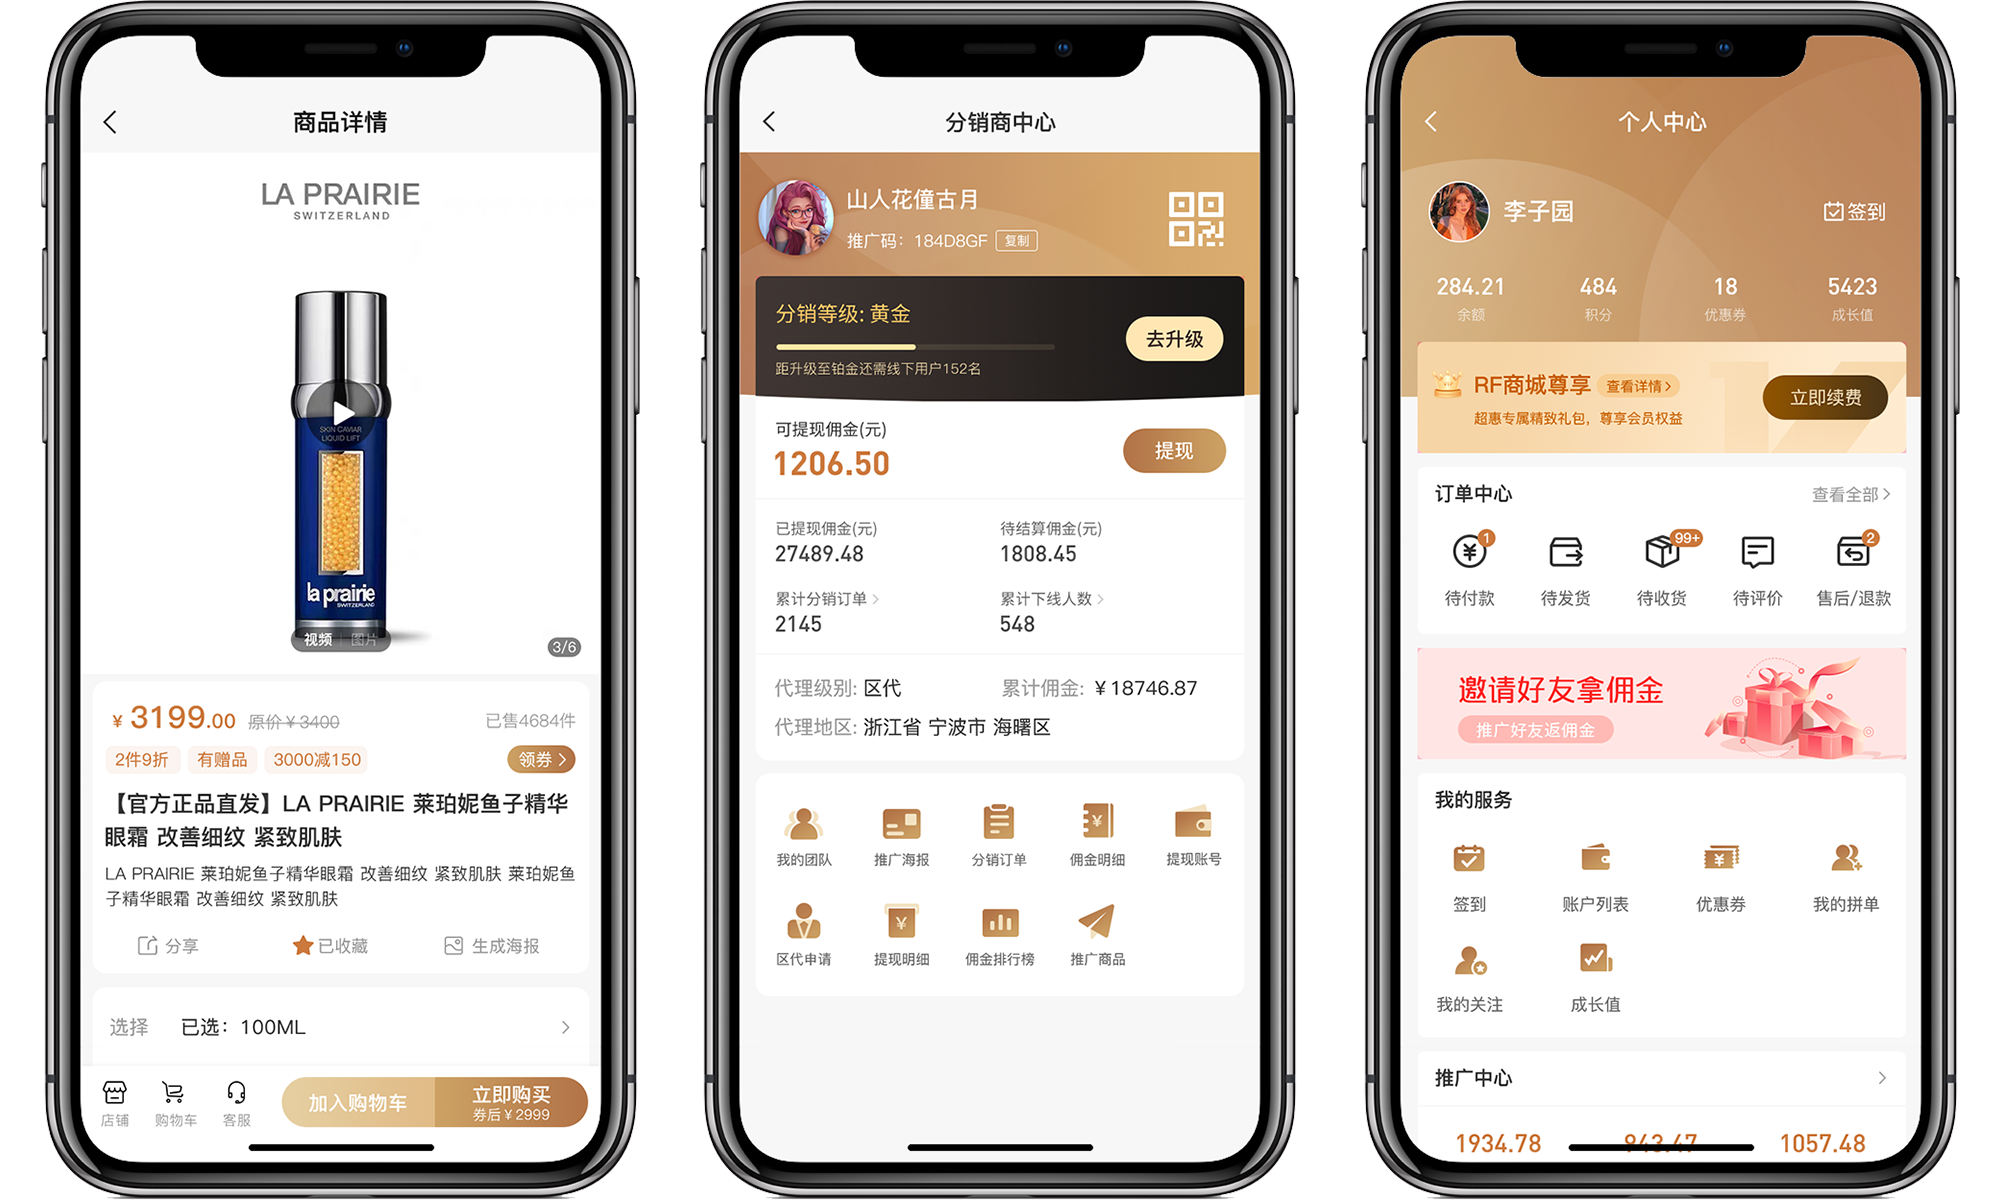 商品详情
LA PRAIRIE
SWITZERLAND
SKIN CAVIAR
LIQUID LIFT
la prairie
SWITZERLAND
视频 图片
3/6
¥ 3199.00 原价¥3400 已售4684件
2件9折 有赠品 3000减150 领券
【官方正品直发】LA PRAIRIE 莱珀妮鱼子精华
眼霜 改善细纹 紧致肌肤
LA PRAIRIE 莱珀妮鱼子精华眼霜 改善细纹 紧致肌肤 莱珀妮鱼
子精华眼霜 改善细纹 紧致肌肤
分享 已收藏 生成海报
选择 已选：100ML
店铺 购物车 客服 加入购物车 立即购买
券后¥2999
分销商中心
山人花僮古月
推广码：184D8GF 复制
分销等级: 黄金
去升级
距升级至铂金还需线下用户152名
可提现佣金(元)
1206.50
提现
已提现佣金(元) 待结算佣金(元)
27489.48 1808.45
累计分销订单 累计下线人数
2145 548
代理级别: 区代 累计佣金: ¥18746.87
代理地区: 浙江省 宁波市 海曙区
我的团队 推广海报 分销订单 佣金明细 提现账号
区代申请 提现明细 佣金排行榜 推广商品
个人中心
李子园 签到
284.21 484 18 5423
余额 积分 优惠券 成长值
RF商城尊享 查看详情
超惠专属精致礼包，尊享会员权益
立即续费
订单中心 查看全部
1 99+ 2
待付款 待发货 待收货 待评价 售后/退款
邀请好友拿佣金
推广好友返佣金
我的服务
签到 账户列表 优惠券 我的拼单
我的关注 成长值
推广中心
1934.78 943.47 1057.48